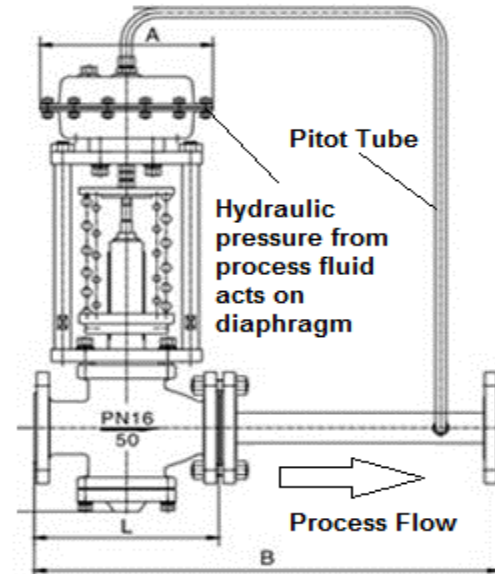 A
Pitot Tube
Hydraulic
pressure from
process fluid
acts on
diaphragm
PN16
50
Process Flow
L
B